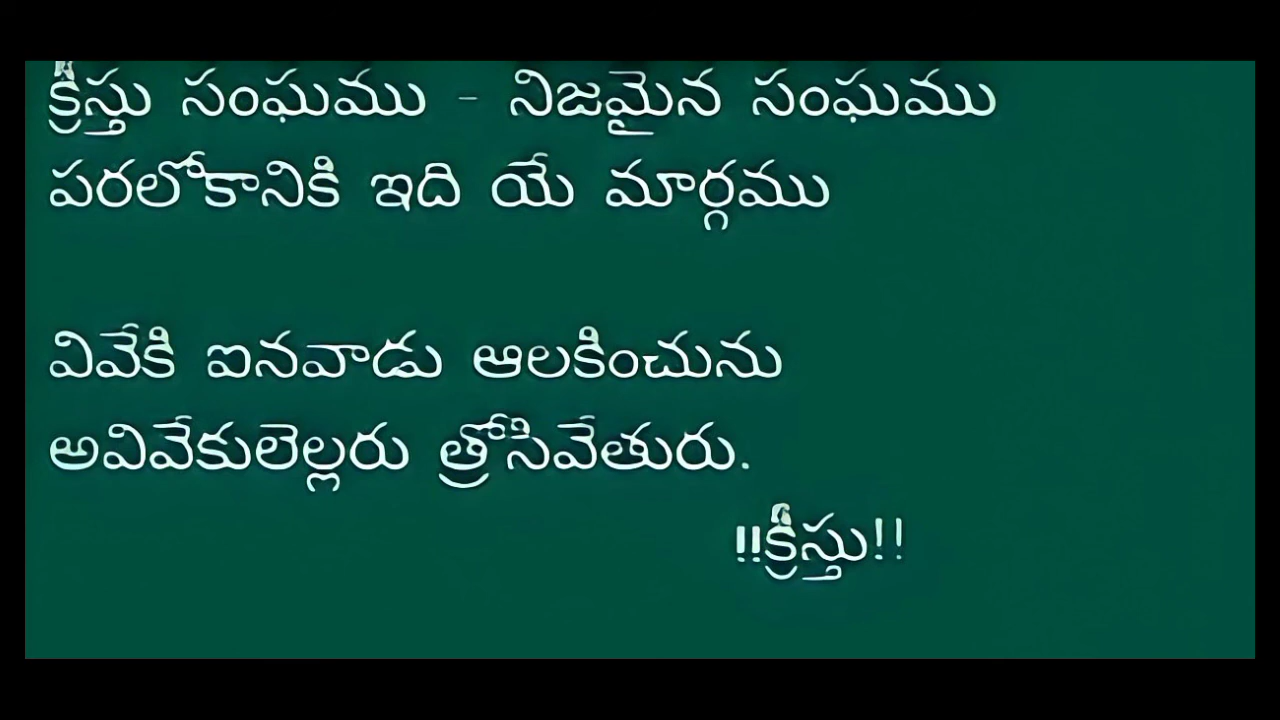 క్రీస్తు సంఘము - నిజమైన సంఘము
పరలోకానికి ఇది యే మార్గము
వివేకి ఐనవాడు ఆలకించును
అవివేకులెల్లరు త్రోసివేతురు.
!!క్రీస్తు!!